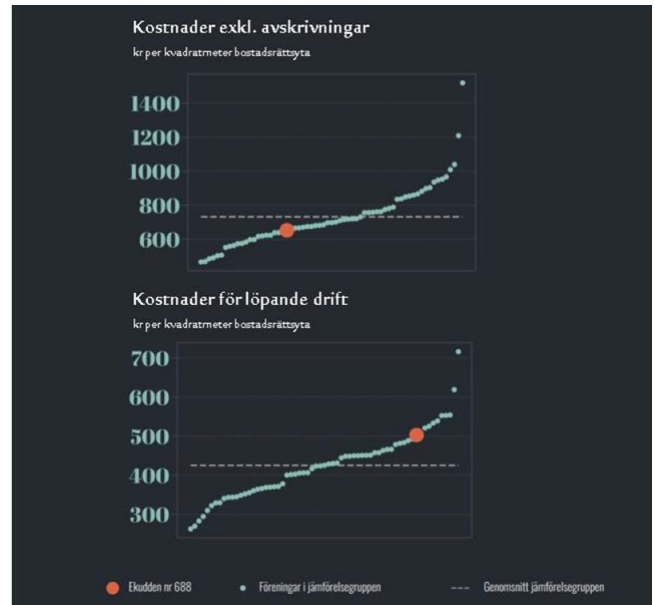 Kostnader exkl. avskrivningar
kr per kvadratmeter bostadsrättsyta
1400
1200
1000
800
600
Kostnader för löpande drift
kr per kvadratmeter bostadsrättsyta
700
600
500
400
300
Ekudden nr 688 Föreningar i jämförelsegruppen Genomsnitt jämförelsegruppen